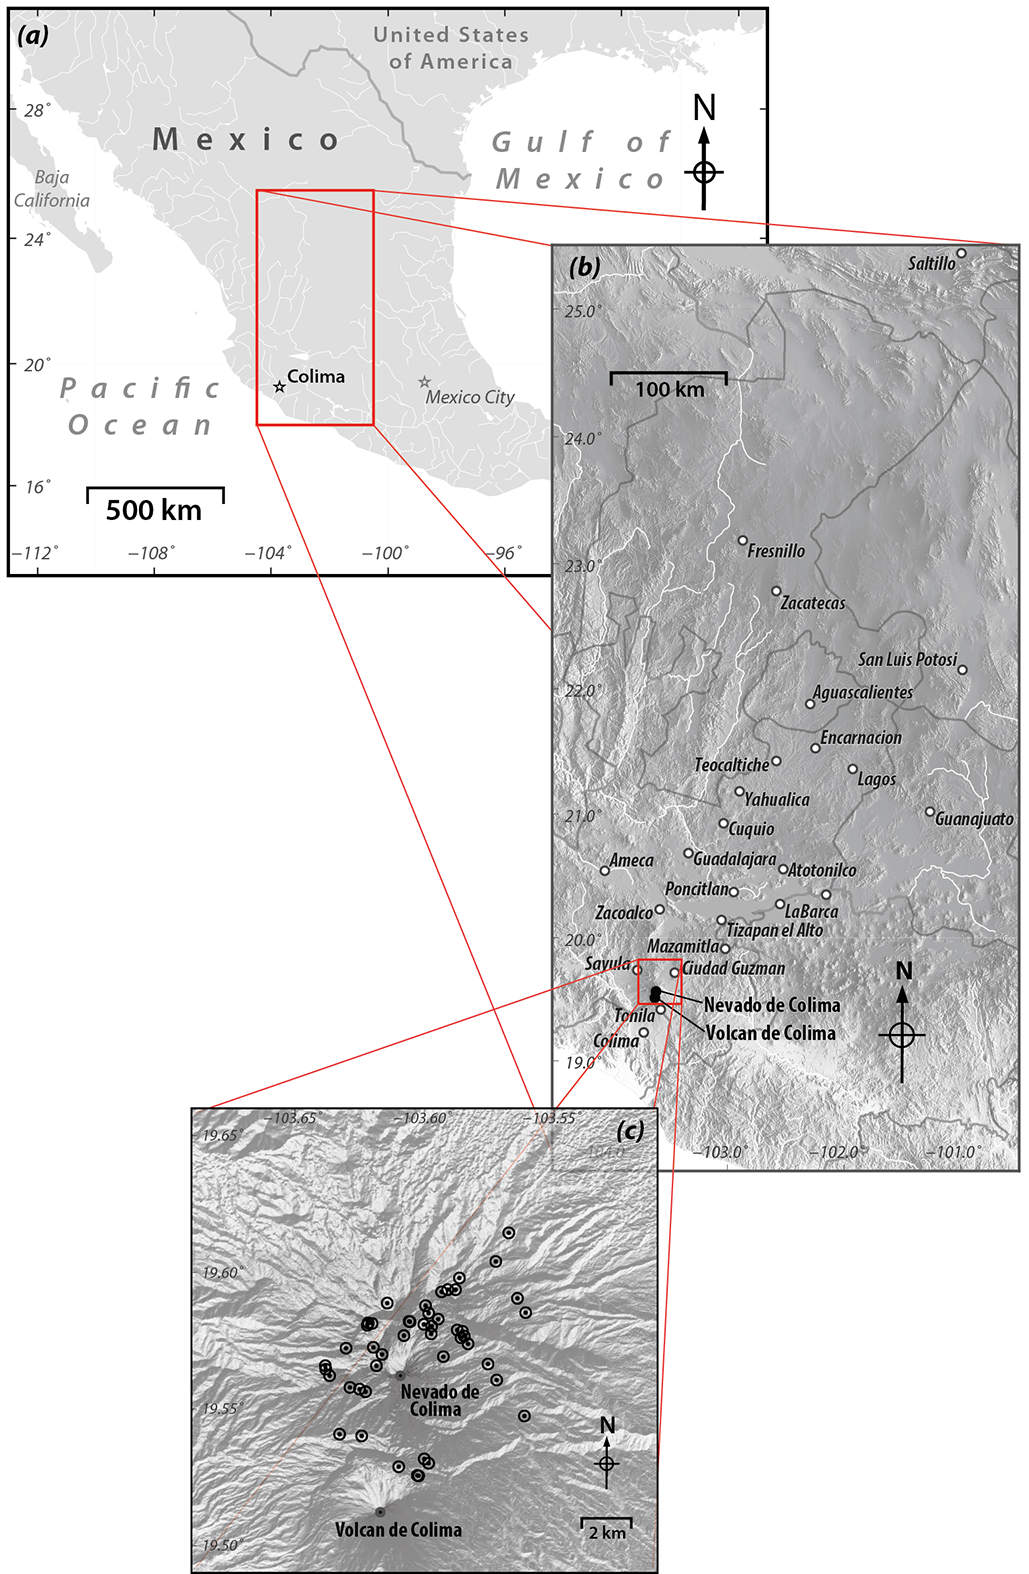 (a)
United States
of America
28°
Mexico
N
Gulf of
Mexico
Baja
California
24°
20°
Colima
Mexico City
Pacific
Ocean
16°
500 km
−112°
−108°
−104°
−100°
−96°
(b)
Saltillo
25.0°
100 km
24.0°
Fresnillo
23.0°
Zacatecas
San Luis Potosi
22.0°
Aguascalientes
Encarnacion
Teocaltiche
Lagos
Yahualica
21.0°
Guanajuato
Cuquio
Ameca
Guadalajara
Atotonilco
Poncitlan
Zacoalco
LaBarca
Tizapan el Alto
20.0°
Mazamitla
Sayula
Ciudad Guzman
N
Nevado de Colima
Tonila
Volcan de Colima
Colima
19.0°
−104.0°
−103.0°
−102.0°
−101.0°
−103.65
−103.60
−103.55
(c)
19.65°
19.60°
Nevado de
Colima
19.55°
N
Volcan de Colima
2 km
19.50°